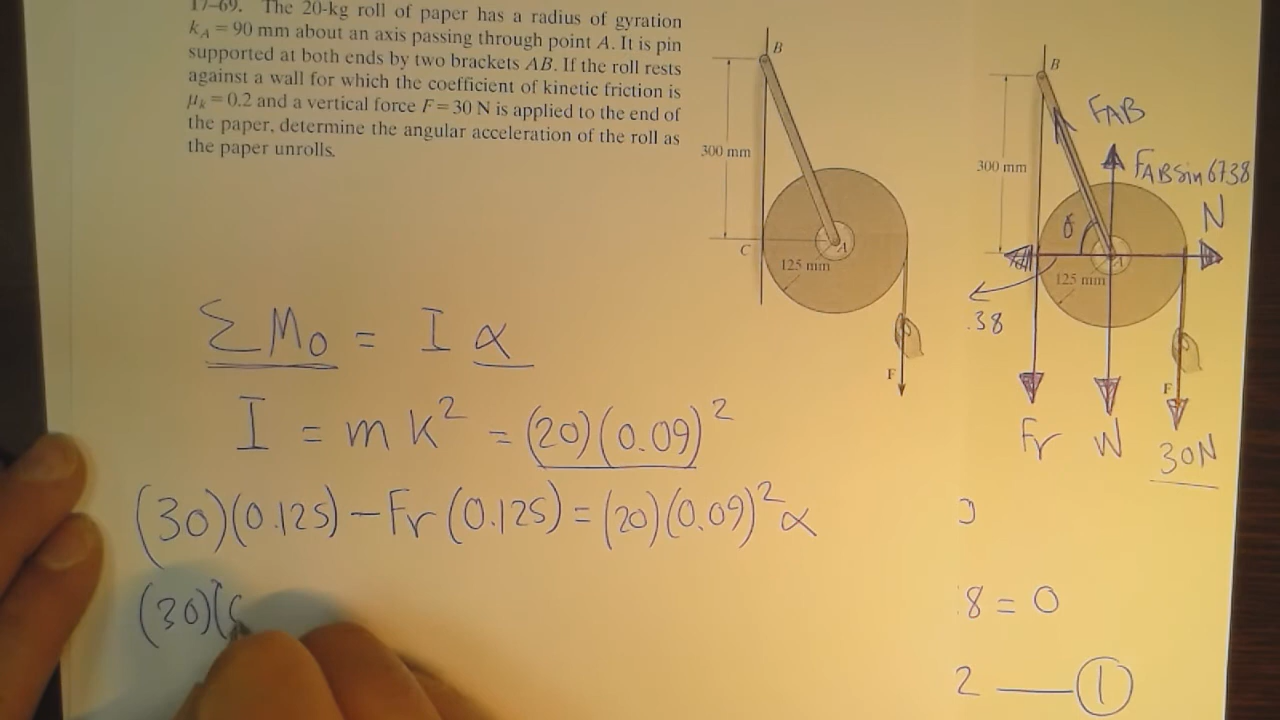 17–69. The 20-kg roll of paper has a radius of gyration
kA = 90 mm about an axis passing through point A. It is pin
supported at both ends by two brackets AB. If the roll rests
against a wall for which the coefficient of kinetic friction is
μk = 0.2 and a vertical force F = 30 N is applied to the end of
the paper, determine the angular acceleration of the roll as
the paper unrolls.
B
300 mm
C
A
125 mm
F
B
FAB
300 mm
FAB sin 6738
N
A
125 mm
.38
F
Fr
W
30N
ΣMo = I α
I = m k² = (20)(0.09)²
(30)(0.125) – Fr (0.125) = (20)(0.09)² α
(30)(
8 = 0
2 —— ①